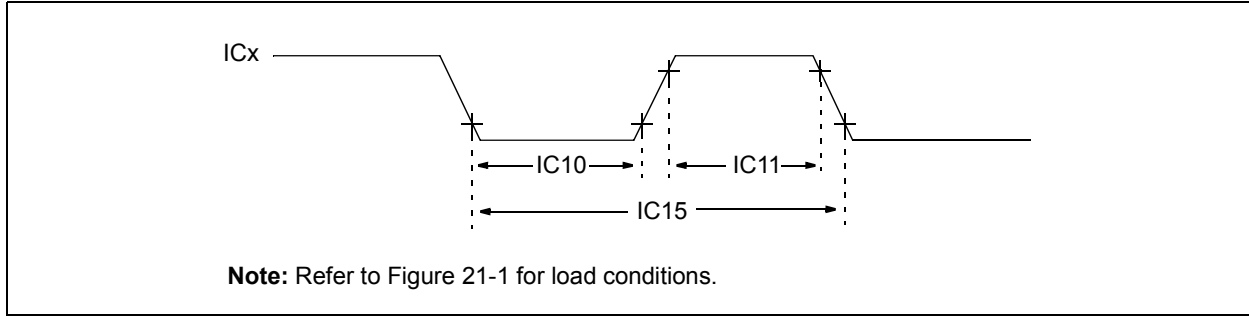 ICx
IC10
IC11
IC15
Note: Refer to Figure 21-1 for load conditions.